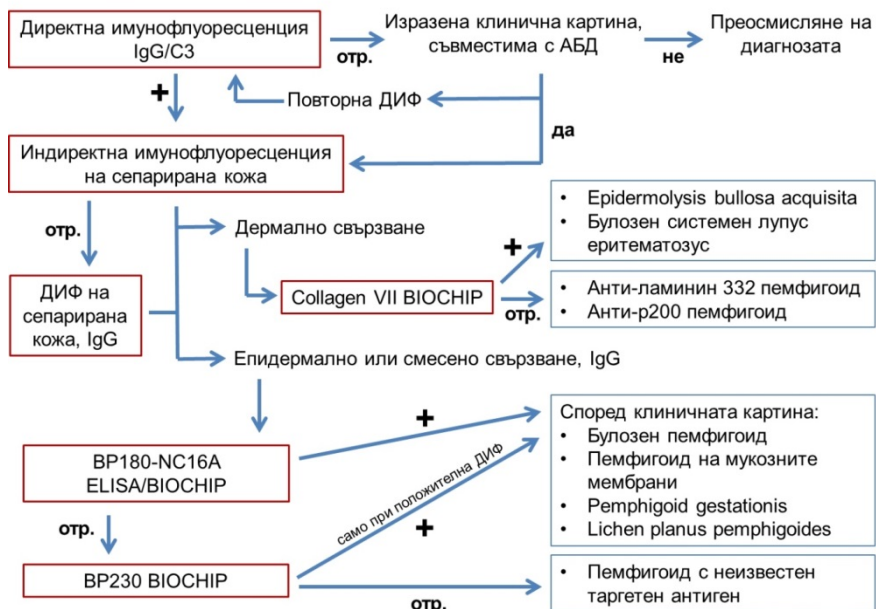 Директна имунофлуоресценция
IgG/C3
отр.
Изразена клинична картина,
съвместима с АБД
не
Преосмисляне на
диагнозата
+
Повторна ДИФ
да
Индиректна имунофлуоресценция
на сепарирана кожа
отр.
Дермално свързване
+
• Epidermolysis bullosa acquisita
• Булозен системен лупус
еритематозус
ДИФ на
сепарирана
кожа, IgG
Collagen VII BIOCHIP
отр.
• Анти-ламинин 332 пемфигоид
• Анти-p200 пемфигоид
Епидермално или смесено свързване, IgG
+
Според клиничната картина:
• Булозен пемфигоид
• Пемфигоид на мукозните
мембрани
• Pemphigoid gestationis
• Lichen planus pemphigoides
BP180-NC16A
ELISA/BIOCHIP
само при положителна ДИФ
+
отр.
BP230 BIOCHIP
отр.
• Пемфигоид с неизвестен
таргетен антиген